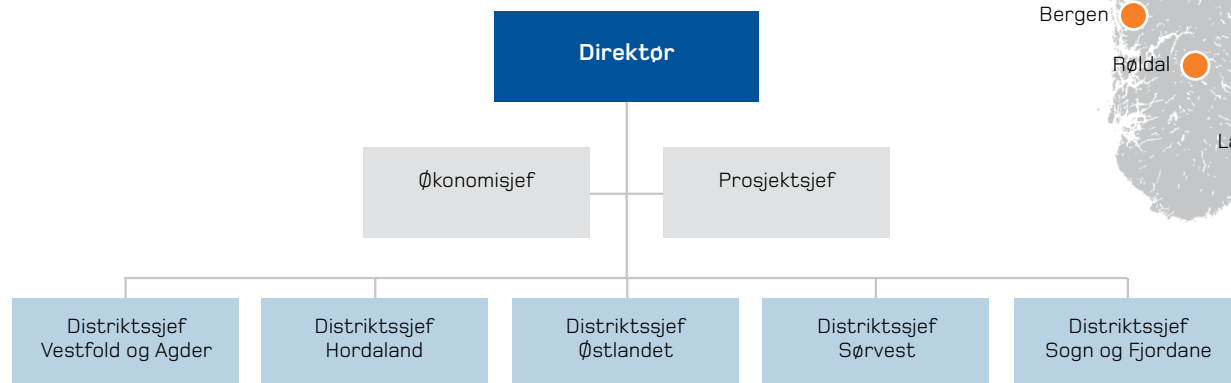 Direktør
Bergen
Røldal
Økonomisjef
Prosjektsjef
Distriktssjef
Vestfold og Agder
Distriktssjef
Hordaland
Distriktssjef
Østlandet
Distriktssjef
Sørvest
Distriktssjef
Sogn og Fjordane